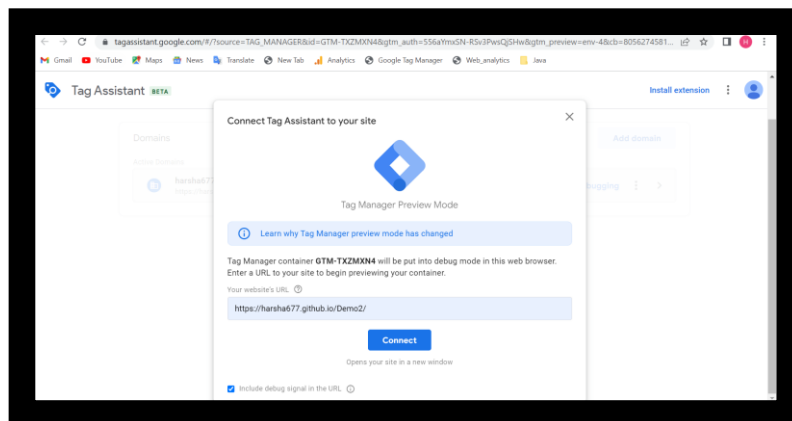 tagassistant.google.com/#/?source=TAG_MANAGER&id=GTM-TXZMXN4&gtm_auth=S56aYmxSN-RSv3PwsQjSHw&gtm_preview=env-4&cb=8056274581...
H
Gmail YouTube Maps News Translate New Tab Analytics Google Tag Manager Web_analytics Java
Tag Assistant BETA
Install extension
Domains
Add domain
harsha677
Connect Tag Assistant to your site
Tag Manager Preview Mode
Learn why Tag Manager preview mode has changed
Tag Manager container GTM-TXZMXN4 will be put into debug mode in this web browser.
Enter a URL to your site to begin previewing your container.
Your website's URL
https://harsha677.github.io/Demo2/
Connect
Opens your site in a new window
Include debug signal in the URL